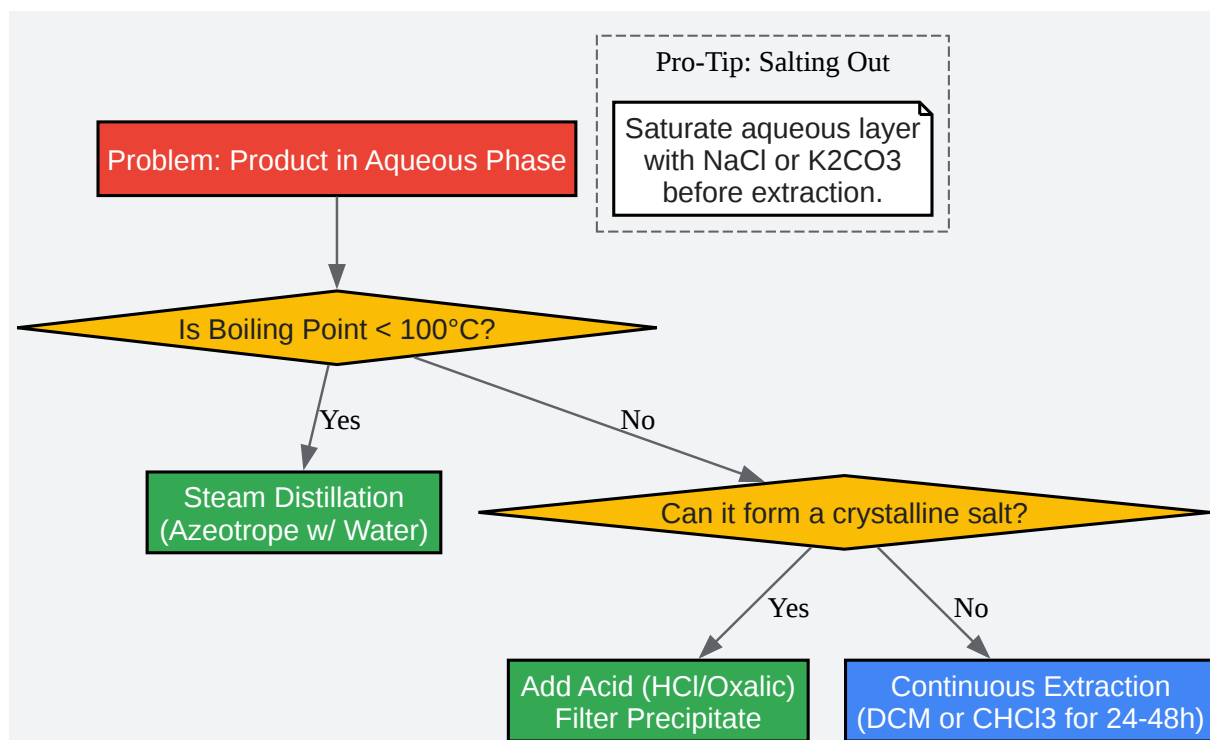 Pro-Tip: Salting Out
Saturate aqueous layer
with NaCl or K2CO3
before extraction.
Problem: Product in Aqueous Phase
Is Boiling Point < 100°C?
Yes
No
Steam Distillation
(Azeotrope w/ Water)
Can it form a crystalline salt?
Yes
No
Add Acid (HCl/Oxalic)
Filter Precipitate
Continuous Extraction
(DCM or CHCl3 for 24-48h)